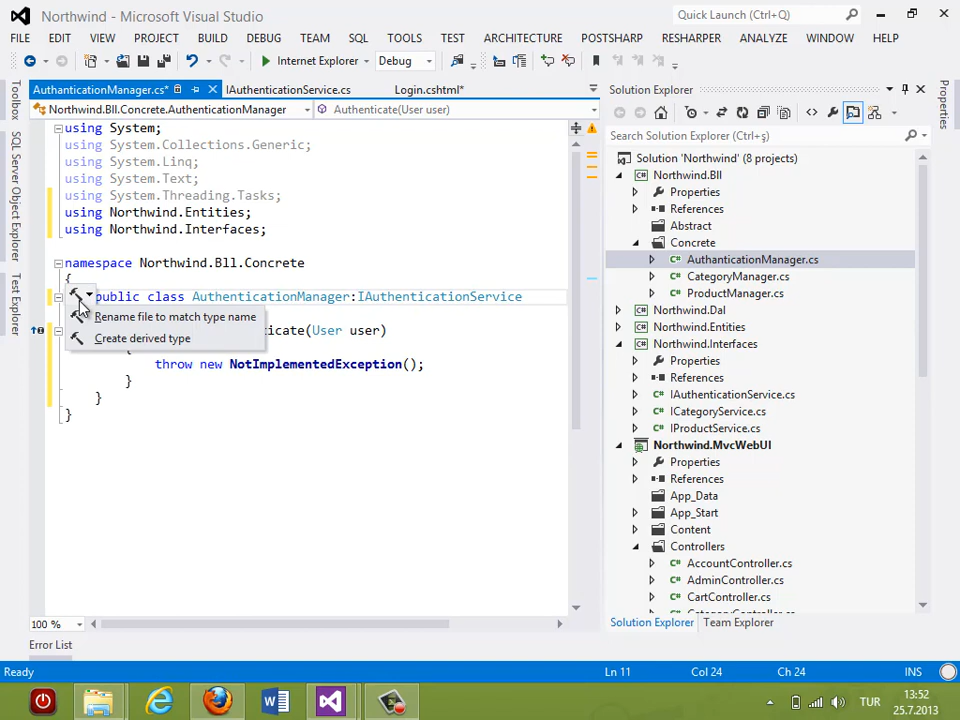 Northwind - Microsoft Visual Studio
Quick Launch (Ctrl+Q)
FILE EDIT VIEW PROJECT BUILD DEBUG TEAM SQL TOOLS TEST ARCHITECTURE POSTSHARP RESHARPER ANALYZE WINDOW HELP
Internet Explorer Debug
AuthanticationManager.cs* IAuthenticationService.cs Login.cshtml*
Northwind.Bll.Concrete.AuthenticationManager Authenticate(User user)
Toolbox
SQL Server Object Explorer
Test Explorer
using System;
using System.Collections.Generic;
using System.Linq;
using System.Text;
using System.Threading.Tasks;
using Northwind.Entities;
using Northwind.Interfaces;
namespace Northwind.Bll.Concrete
{
public class AuthenticationManager:IAuthenticationService
Rename file to match type name
Create derived type
icate(User user)
throw new NotImplementedException();
}
}
}
100 %
Error List
Solution Explorer
Search Solution Explorer (Ctrl+ş)
Solution 'Northwind' (8 projects)
Northwind.Bll
Properties
References
Abstract
Concrete
AuthanticationManager.cs
CategoryManager.cs
ProductManager.cs
Northwind.Dal
Northwind.Entities
Northwind.Interfaces
Properties
References
IAuthenticationService.cs
ICategoryService.cs
IProductService.cs
Northwind.MvcWebUI
Properties
References
App_Data
App_Start
Content
Controllers
AccountController.cs
AdminController.cs
CartController.cs
Solution Explorer Team Explorer
Properties
Ready Ln 11 Col 24 Ch 24 INS
TUR
13:52
25.7.2013